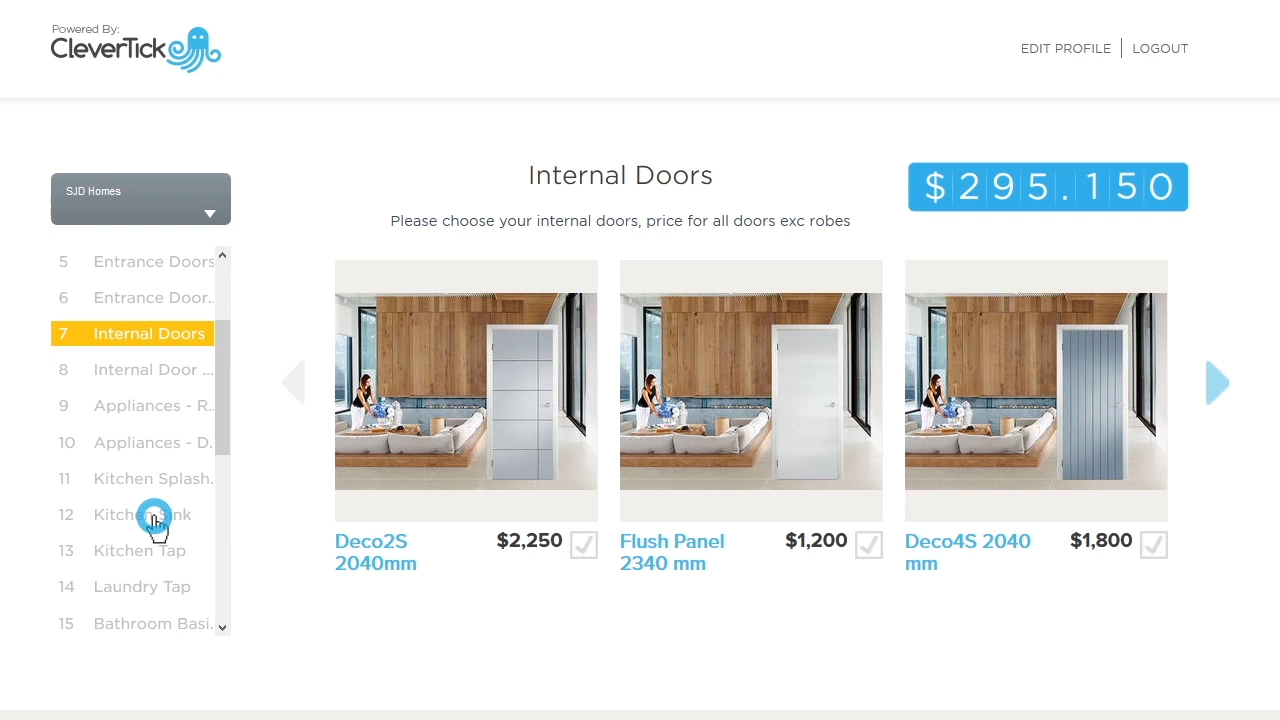 Powered By:
CleverTick
EDIT PROFILE
LOGOUT
SJD Homes
Internal Doors
$295.150
Please choose your internal doors, price for all doors exc robes
5 Entrance Doors
6 Entrance Door..
7 Internal Doors
8 Internal Door ...
9 Appliances - R..
10 Appliances - D.
11 Kitchen Splash.
12 Kitchen Sink
13 Kitchen Tap
14 Laundry Tap
15 Bathroom Basi.
Deco2S
2040mm
$2,250
Flush Panel
2340 mm
$1,200
Deco4S 2040
mm
$1,800